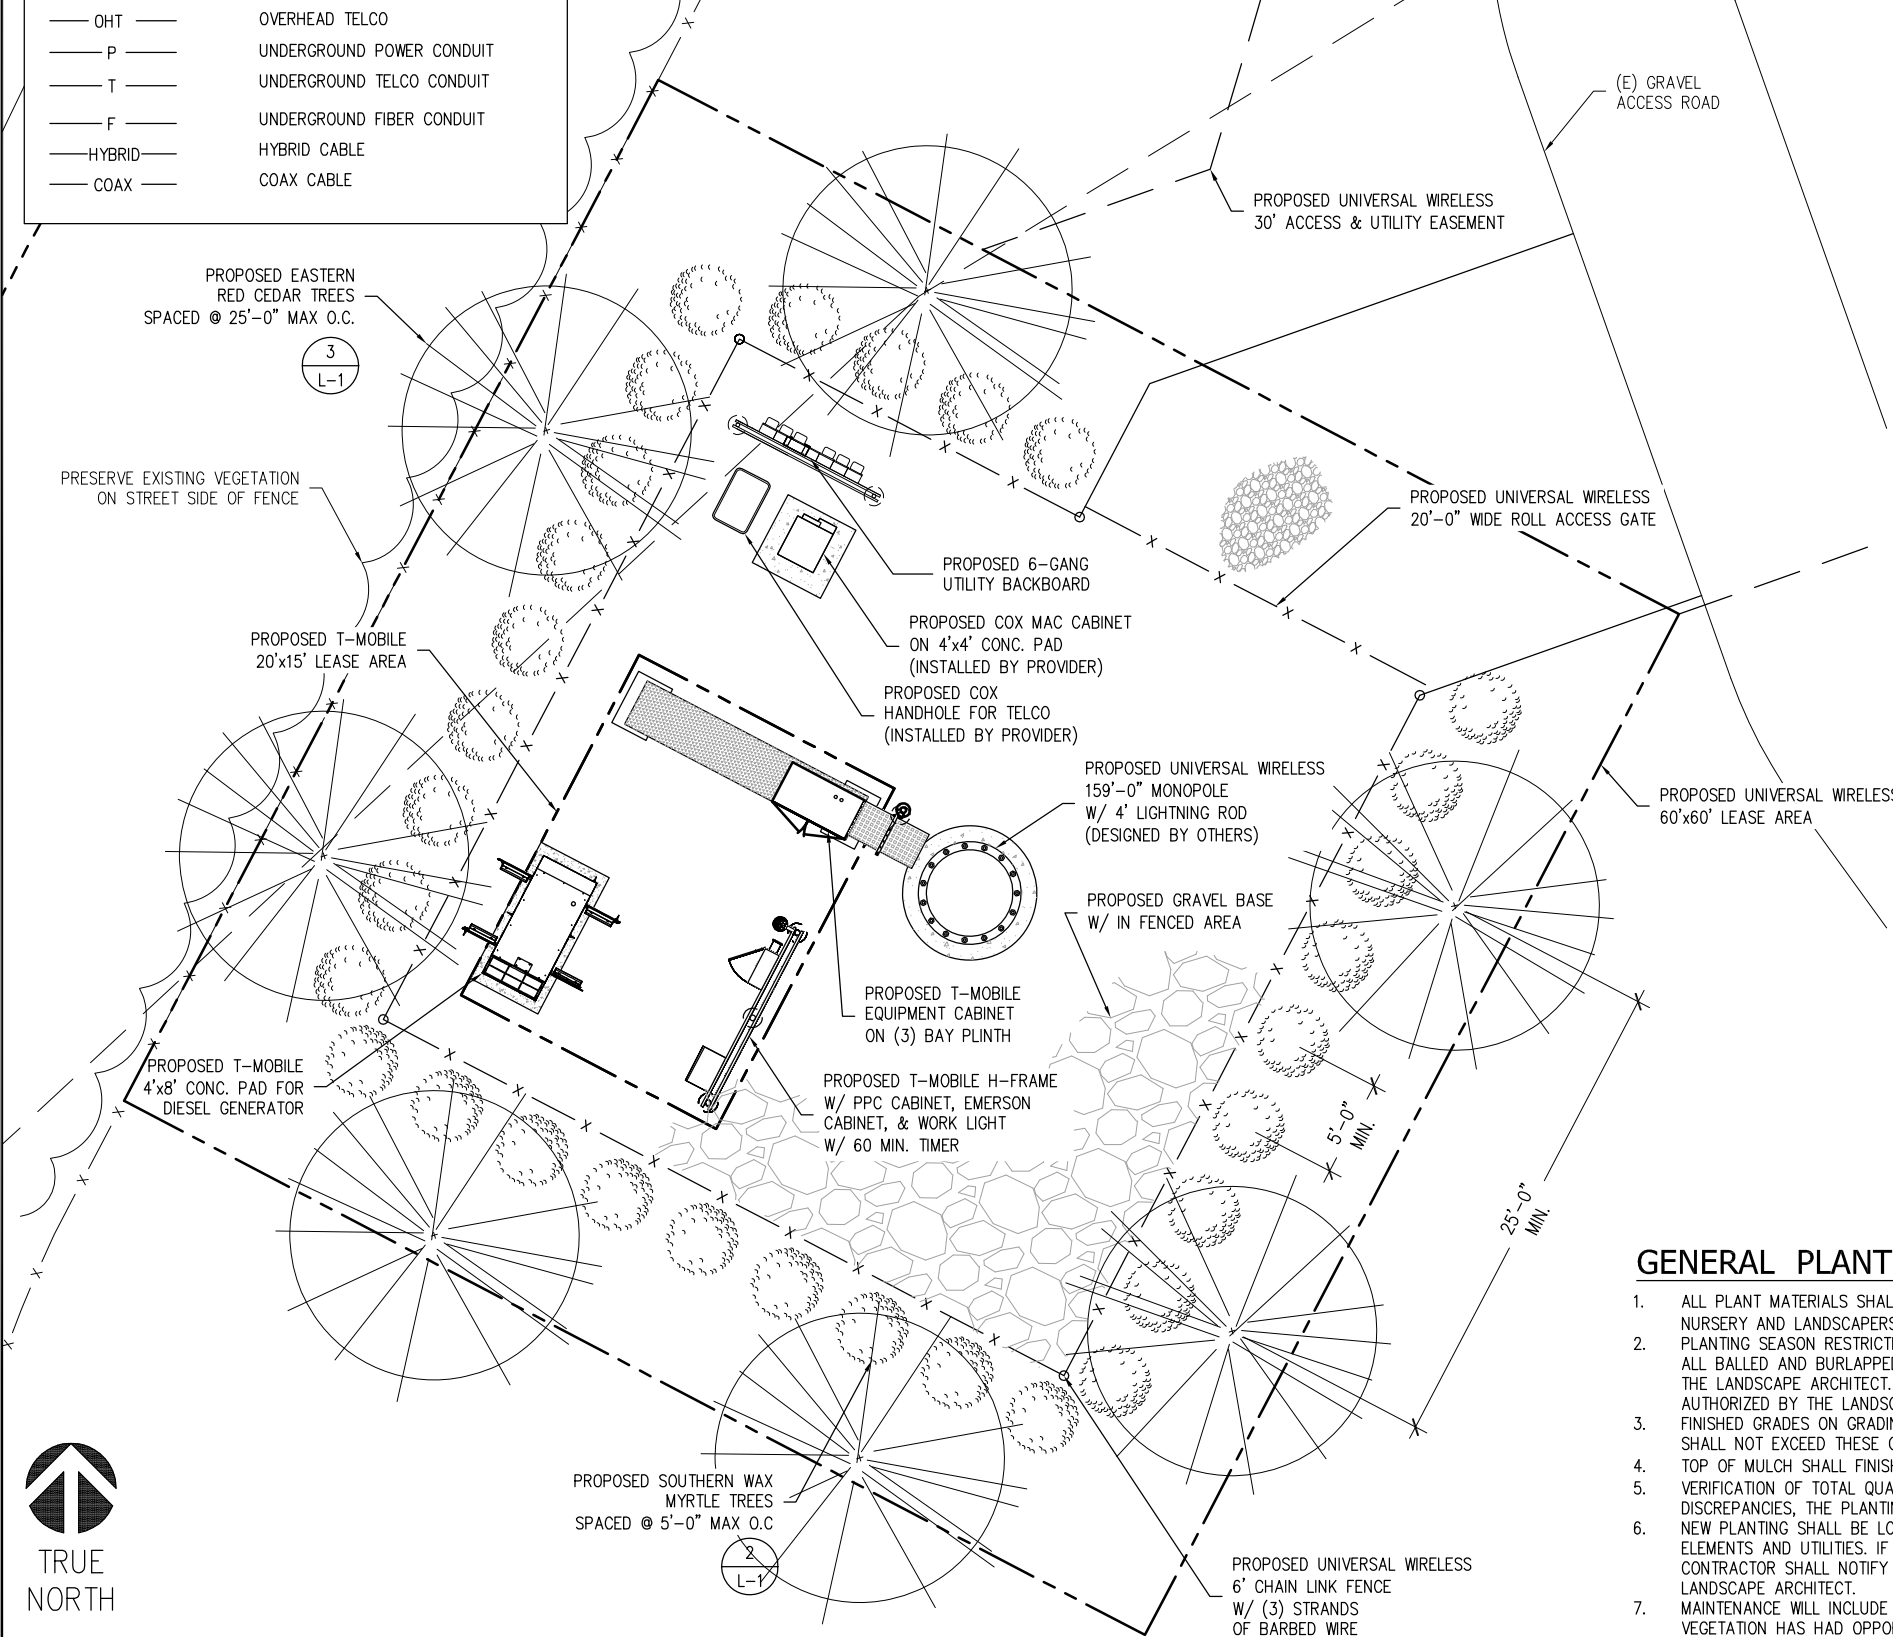 OHT OVERHEAD TELCO
P UNDERGROUND POWER CONDUIT
T UNDERGROUND TELCO CONDUIT
F UNDERGROUND FIBER CONDUIT
HYBRID HYBRID CABLE
COAX COAX CABLE
(E) GRAVEL
ACCESS ROAD
PROPOSED UNIVERSAL WIRELESS
30' ACCESS & UTILITY EASEMENT
PROPOSED EASTERN
RED CEDAR TREES
SPACED @ 25'-0" MAX O.C.
3
L-1
PRESERVE EXISTING VEGETATION
ON STREET SIDE OF FENCE
PROPOSED UNIVERSAL WIRELESS
20'-0" WIDE ROLL ACCESS GATE
PROPOSED 6-GANG
UTILITY BACKBOARD
PROPOSED COX MAC CABINET
ON 4'x4' CONC. PAD
(INSTALLED BY PROVIDER)
PROPOSED T-MOBILE
20'x15' LEASE AREA
PROPOSED COX
HANDHOLE FOR TELCO
(INSTALLED BY PROVIDER)
PROPOSED UNIVERSAL WIRELESS
159'-0" MONOPOLE
W/ 4' LIGHTNING ROD
(DESIGNED BY OTHERS)
PROPOSED UNIVERSAL WIRELESS
60'x60' LEASE AREA
PROPOSED GRAVEL BASE
W/ IN FENCED AREA
PROPOSED T-MOBILE
EQUIPMENT CABINET
ON (3) BAY PLINTH
PROPOSED T-MOBILE
4'x8' CONC. PAD FOR
DIESEL GENERATOR
PROPOSED T-MOBILE H-FRAME
W/ PPC CABINET, EMERSON
CABINET, & WORK LIGHT
W/ 60 MIN. TIMER
5'-0"
MIN.
25'-0"
MIN.
PROPOSED SOUTHERN WAX
MYRTLE TREES
SPACED @ 5'-0" MAX O.C
2
L-1
PROPOSED UNIVERSAL WIRELESS
6' CHAIN LINK FENCE
W/ (3) STRANDS
OF BARBED WIRE
TRUE
NORTH
GENERAL PLANT
1. ALL PLANT MATERIALS SHAL
NURSERY AND LANDSCAPERS
2. PLANTING SEASON RESTRICTI
ALL BALLED AND BURLAPPED
THE LANDSCAPE ARCHITECT.
AUTHORIZED BY THE LANDSC
3. FINISHED GRADES ON GRADIN
SHALL NOT EXCEED THESE
4. TOP OF MULCH SHALL FINISH
5. VERIFICATION OF TOTAL QUA
DISCREPANCIES, THE PLANTIN
6. NEW PLANTING SHALL BE LO
ELEMENTS AND UTILITIES. IF
CONTRACTOR SHALL NOTIFY
LANDSCAPE ARCHITECT.
7. MAINTENANCE WILL INCLUDE
VEGETATION HAS HAD OPPO